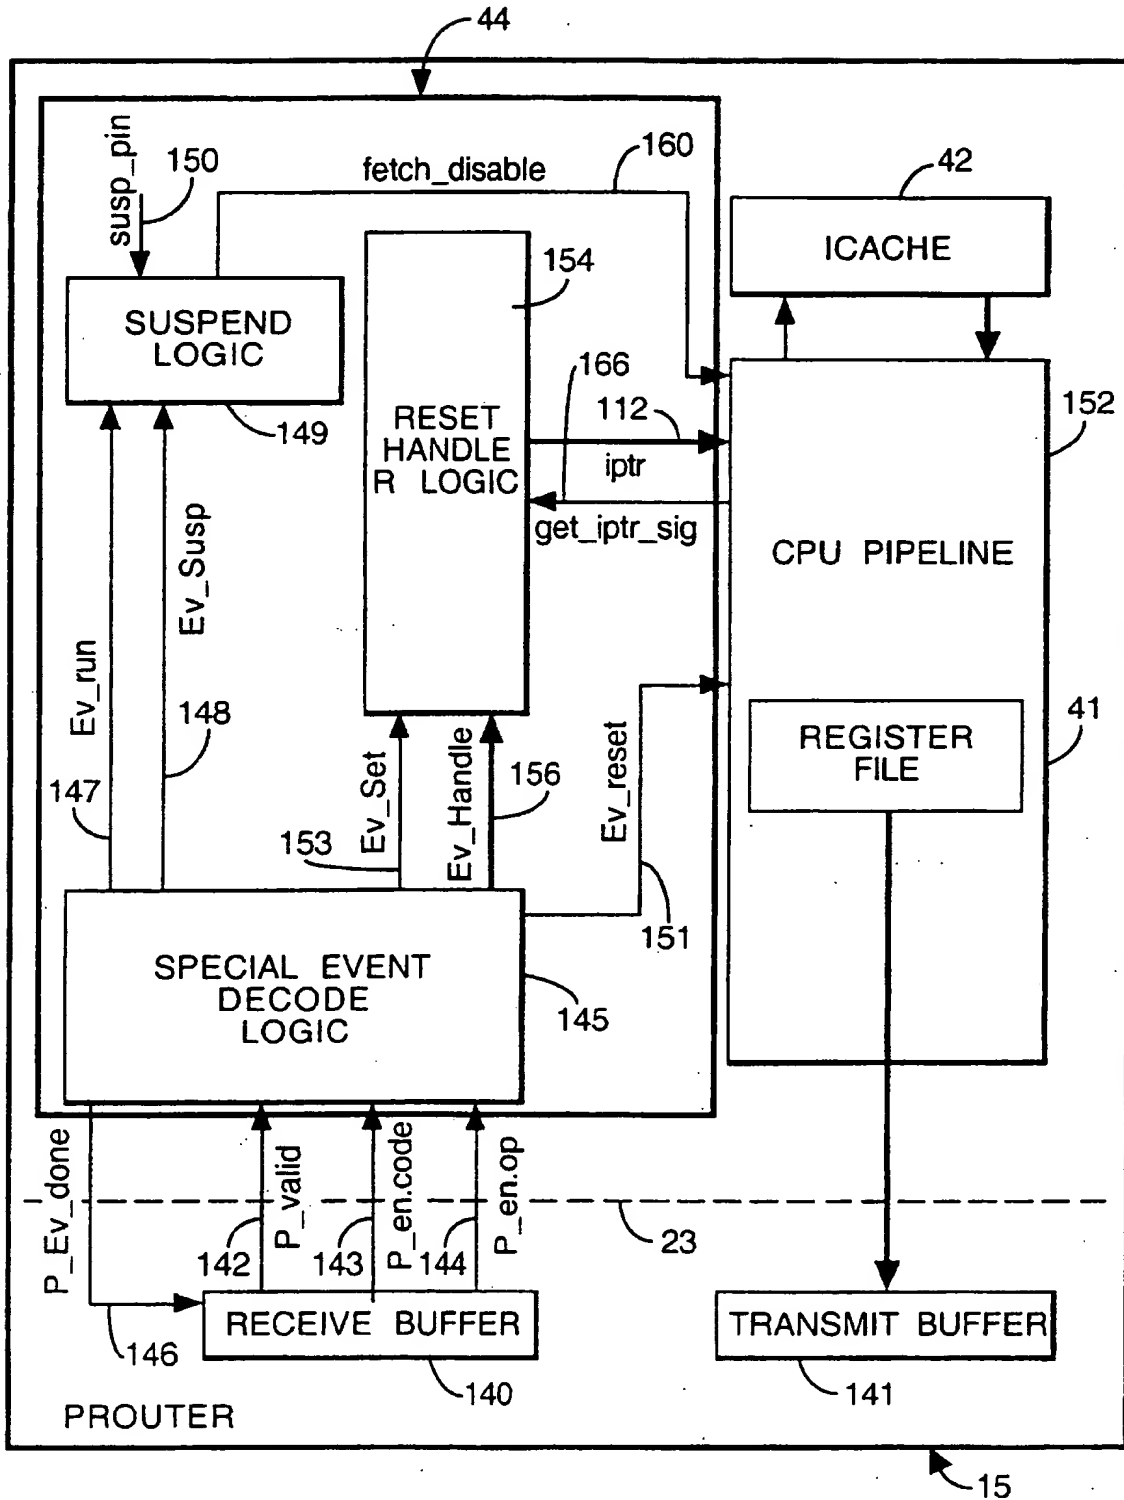 44
susp_pin
150
fetch_disable
160
42
ICACHE
154
SUSPEND
LOGIC
149
166
112
iptr
get_iptr_sig
RESET
HANDLE
R LOGIC
152
CPU PIPELINE
Ev_run
Ev_Susp
148
147
Ev_Set
153
Ev_Handle
156
Ev_reset
151
REGISTER
FILE
41
SPECIAL EVENT
DECODE
LOGIC
145
P_Ev_done
P_valid
P_en.code
P_en.op
142
143
144
23
146
RECEIVE BUFFER
140
TRANSMIT BUFFER
141
PROUTER
15